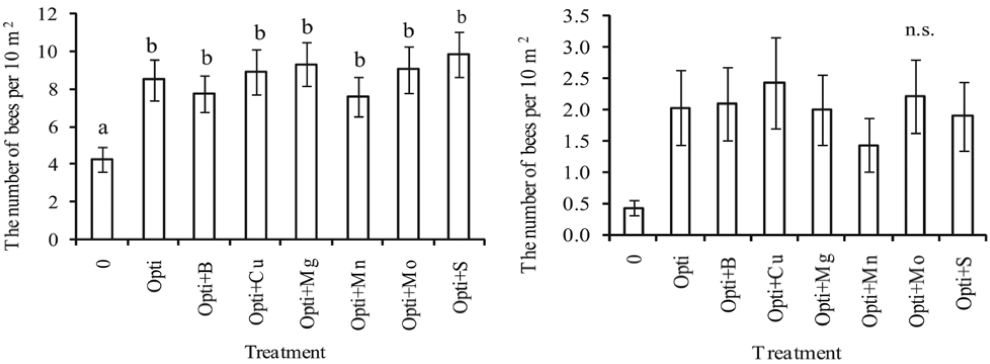 The number of bees per 10 m 2
12
10
8
6
4
2
0
a
b
b
b
b
b
b
b
0
Opti
Opti+B
Opti+Cu
Opti+Mg
Opti+Mn
Opti+Mo
Opti+S
Treatment
The number of bees per 10 m 2
3.5
3.0
2.5
2.0
1.5
1.0
0.5
0.0
n.s.
0
Opti
Opti+B
Opti+Cu
Opti+Mg
Opti+Mn
Opti+Mo
Opti+S
Treatment